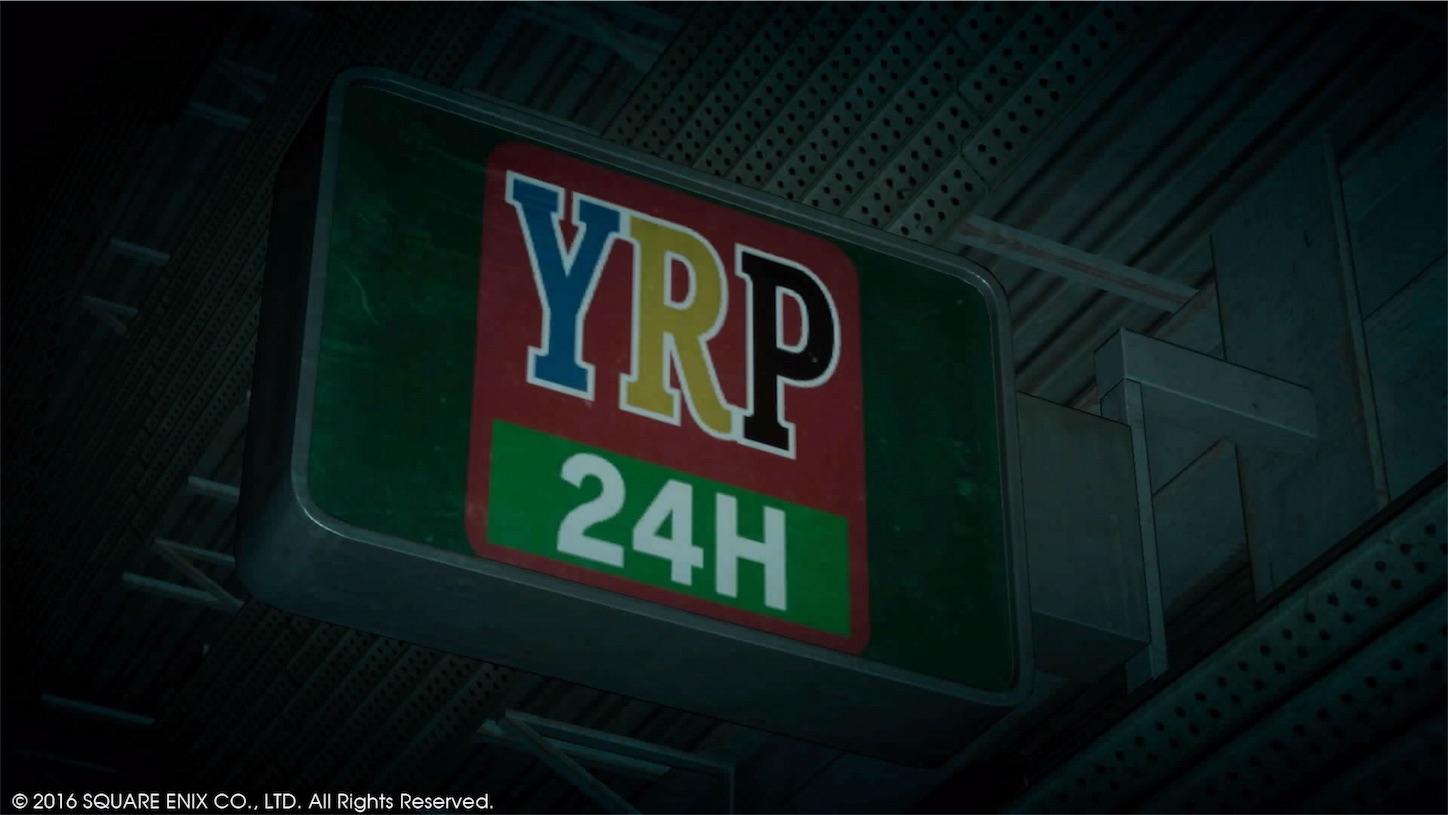 YRP
24H
© 2016 SQUARE ENIX CO., LTD. All Rights Reserved.